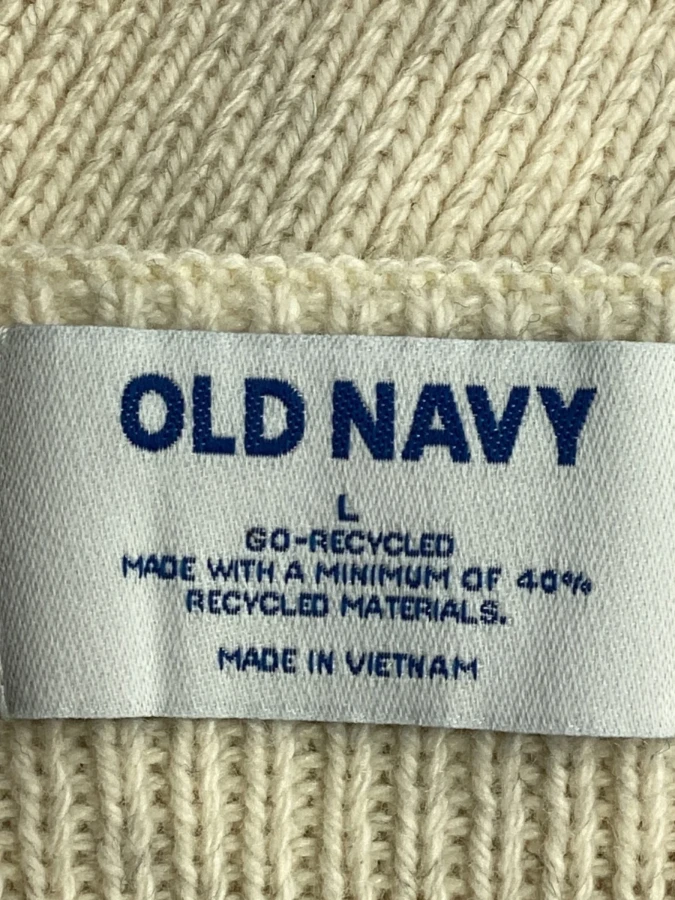 OLD NAVY
L
GO-RECYCLED
MADE WITH A MINIMUM OF 40%
RECYCLED MATERIALS.
MADE IN VIETNAM